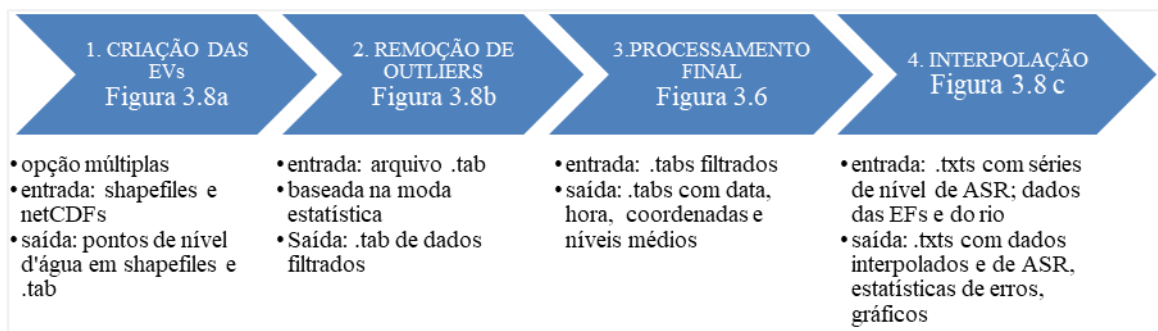 1. CRIAÇÃO DAS
EVs
Figura 3.8a
2. REMOÇÃO DE
OUTLIERS
Figura 3.8b
3.PROCESSAMENTO
FINAL
Figura 3.6
4. INTERPOLAÇÃO
Figura 3.8 c
•opção múltiplas
•entrada: shapefiles e
netCDFs
•saída: pontos de nível
d'água em shapefiles e
.tab
•entrada: arquivo .tab
•baseada na moda
estatística
•Saída: .tab de dados
filtrados
•entrada: .tabs filtrados
•saída: .tabs com data,
hora, coordenadas e
níveis médios
•entrada: .txts com séries
de nível de ASR; dados
das EFs e do rio
•saída: .txts com dados
interpolados e de ASR,
estatísticas de erros,
gráficos